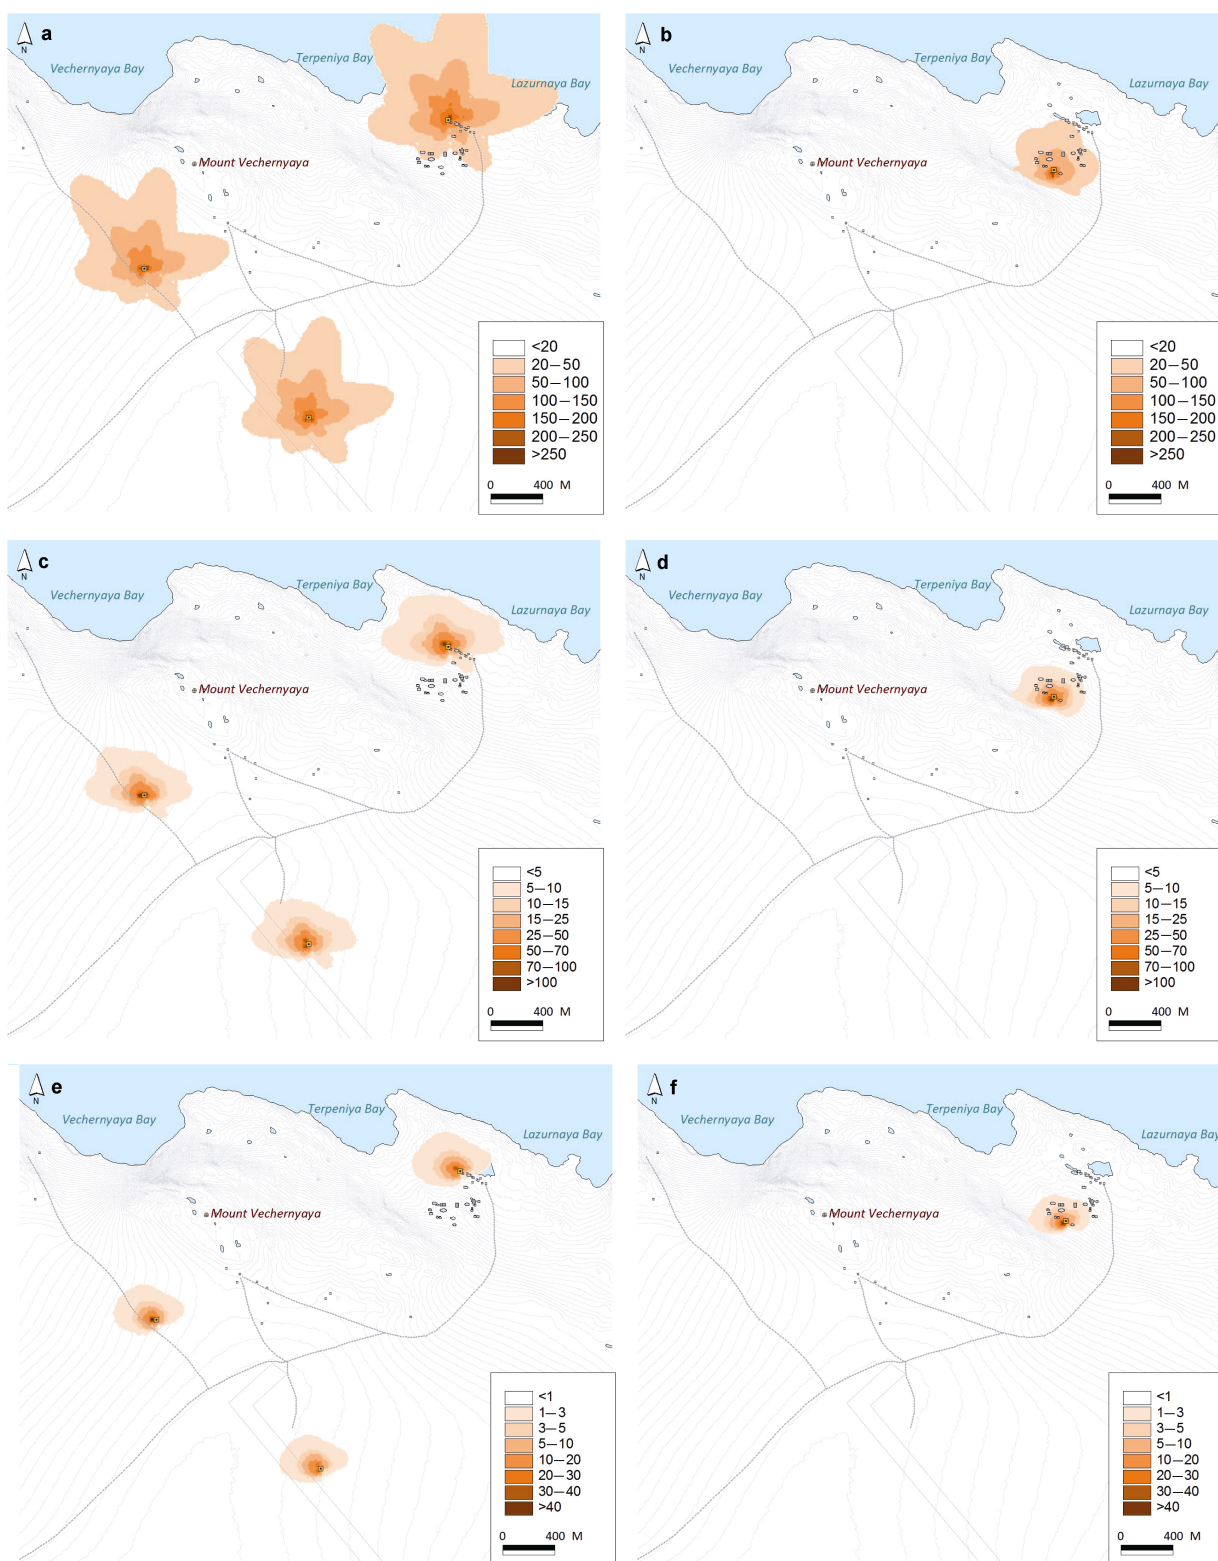 a
N
Vechernyaya Bay
Terpeniya Bay
Lazurnaya Bay
Mount Vechernyaya
<20
20—50
50—100
100—150
150—200
200—250
>250
0 400 M
b
N
Vechernyaya Bay
Terpeniya Bay
Lazurnaya Bay
Mount Vechernyaya
<20
20—50
50—100
100—150
150—200
200—250
>250
0 400 M
c
N
Vechernyaya Bay
Terpeniya Bay
Lazurnaya Bay
Mount Vechernyaya
<5
5—10
10—15
15—25
25—50
50—70
70—100
>100
0 400 M
d
N
Vechernyaya Bay
Terpeniya Bay
Lazurnaya Bay
Mount Vechernyaya
<5
5—10
10—15
15—25
25—50
50—70
70—100
>100
0 400 M
e
N
Vechernyaya Bay
Terpeniya Bay
Lazurnaya Bay
Mount Vechernyaya
<1
1—3
3—5
5—10
10—20
20—30
30—40
>40
0 400 M
f
N
Vechernyaya Bay
Terpeniya Bay
Lazurnaya Bay
Mount Vechernyaya
<1
1—3
3—5
5—10
10—20
20—30
30—40
>40
0 400 M